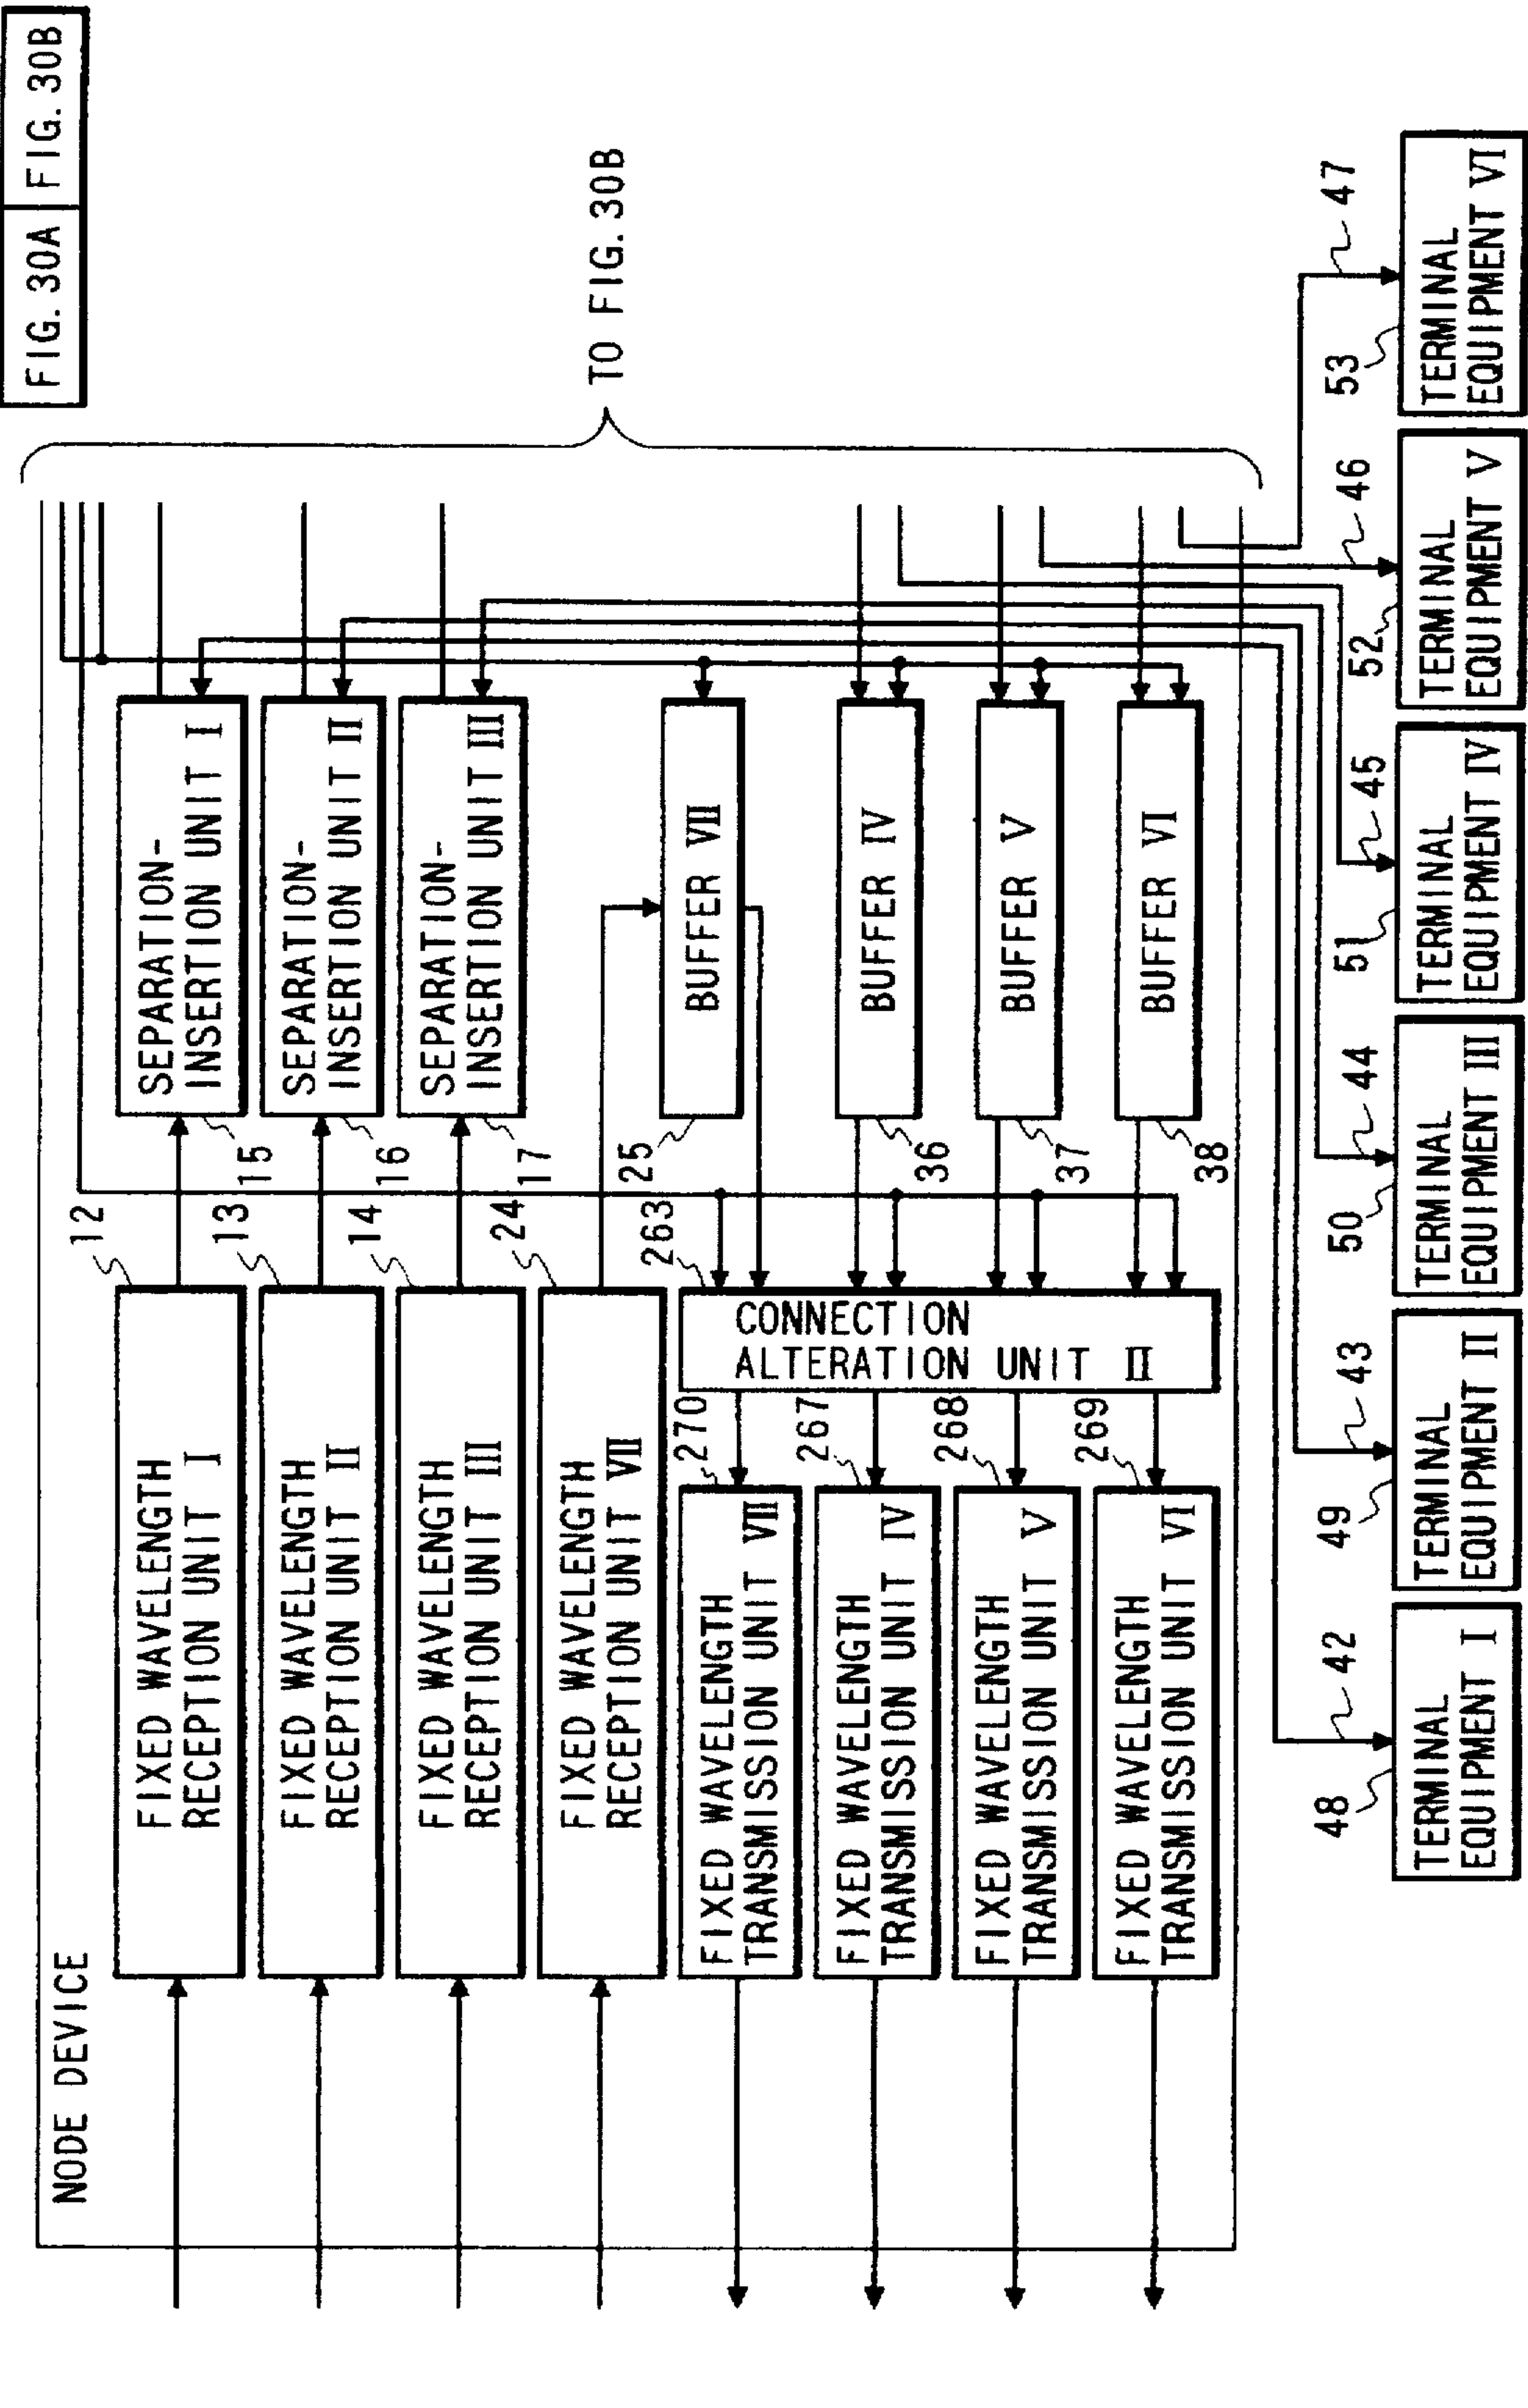 FIG. 30A FIG. 30B
NODE DEVICE
TO FIG. 30B
12
FIXED WAVELENGTH
RECEPTION UNIT I
15
SEPARATION-
INSERTION UNIT I
13
FIXED WAVELENGTH
RECEPTION UNIT II
16
SEPARATION-
INSERTION UNIT II
14
FIXED WAVELENGTH
RECEPTION UNIT III
17
SEPARATION-
INSERTION UNIT III
24
FIXED WAVELENGTH
RECEPTION UNIT VII
25
BUFFER VII
263
CONNECTION
ALTERATION UNIT II
270
FIXED WAVELENGTH
TRANSMISSION UNIT VII
267
FIXED WAVELENGTH
TRANSMISSION UNIT IV
36
BUFFER IV
268
FIXED WAVELENGTH
TRANSMISSION UNIT V
37
BUFFER V
269
FIXED WAVELENGTH
TRANSMISSION UNIT VI
38
BUFFER VI
48
42
TERMINAL
EQUIPMENT I
49
43
TERMINAL
EQUIPMENT II
50
44
TERMINAL
EQUIPMENT III
51
45
TERMINAL
EQUIPMENT IV
52
46
TERMINAL
EQUIPMENT V
53
47
TERMINAL
EQUIPMENT VI